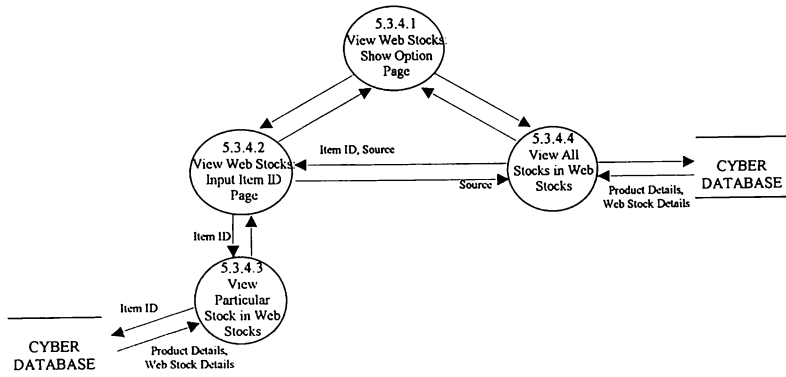 5.3.4.1
View Web Stocks:
Show Option
Page
5.3.4.2
View Web Stocks:
Input Item ID
Page
Item ID, Source
Source
5.3.4.4
View All
Stocks in Web
Stocks
Product Details,
Web Stock Details
CYBER
DATABASE
Item ID
5.3.4.3
View
Particular
Stock in Web
Stocks
Item ID
Product Details,
Web Stock Details
CYBER
DATABASE